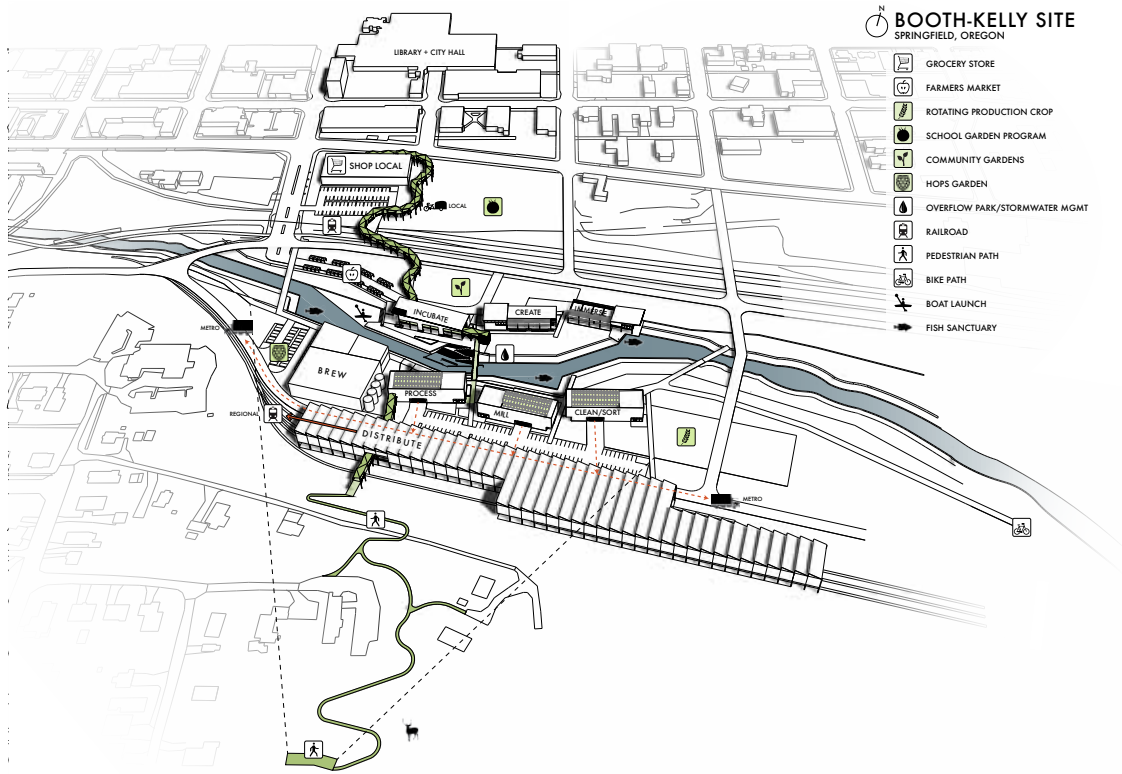 N
BOOTH-KELLY SITE
SPRINGFIELD, OREGON
GROCERY STORE
FARMERS MARKET
ROTATING PRODUCTION CROP
SCHOOL GARDEN PROGRAM
COMMUNITY GARDENS
HOPS GARDEN
OVERFLOW PARK/STORMWATER MGMT
RAILROAD
PEDESTRIAN PATH
BIKE PATH
BOAT LAUNCH
FISH SANCTUARY
LIBRARY + CITY HALL
SHOP LOCAL
LOCAL
INCUBATE
CREATE
IMMERSE
METRO
BREW
PROCESS
MILL
CLEAN/SORT
REGIONAL
DISTRIBUTE
METRO